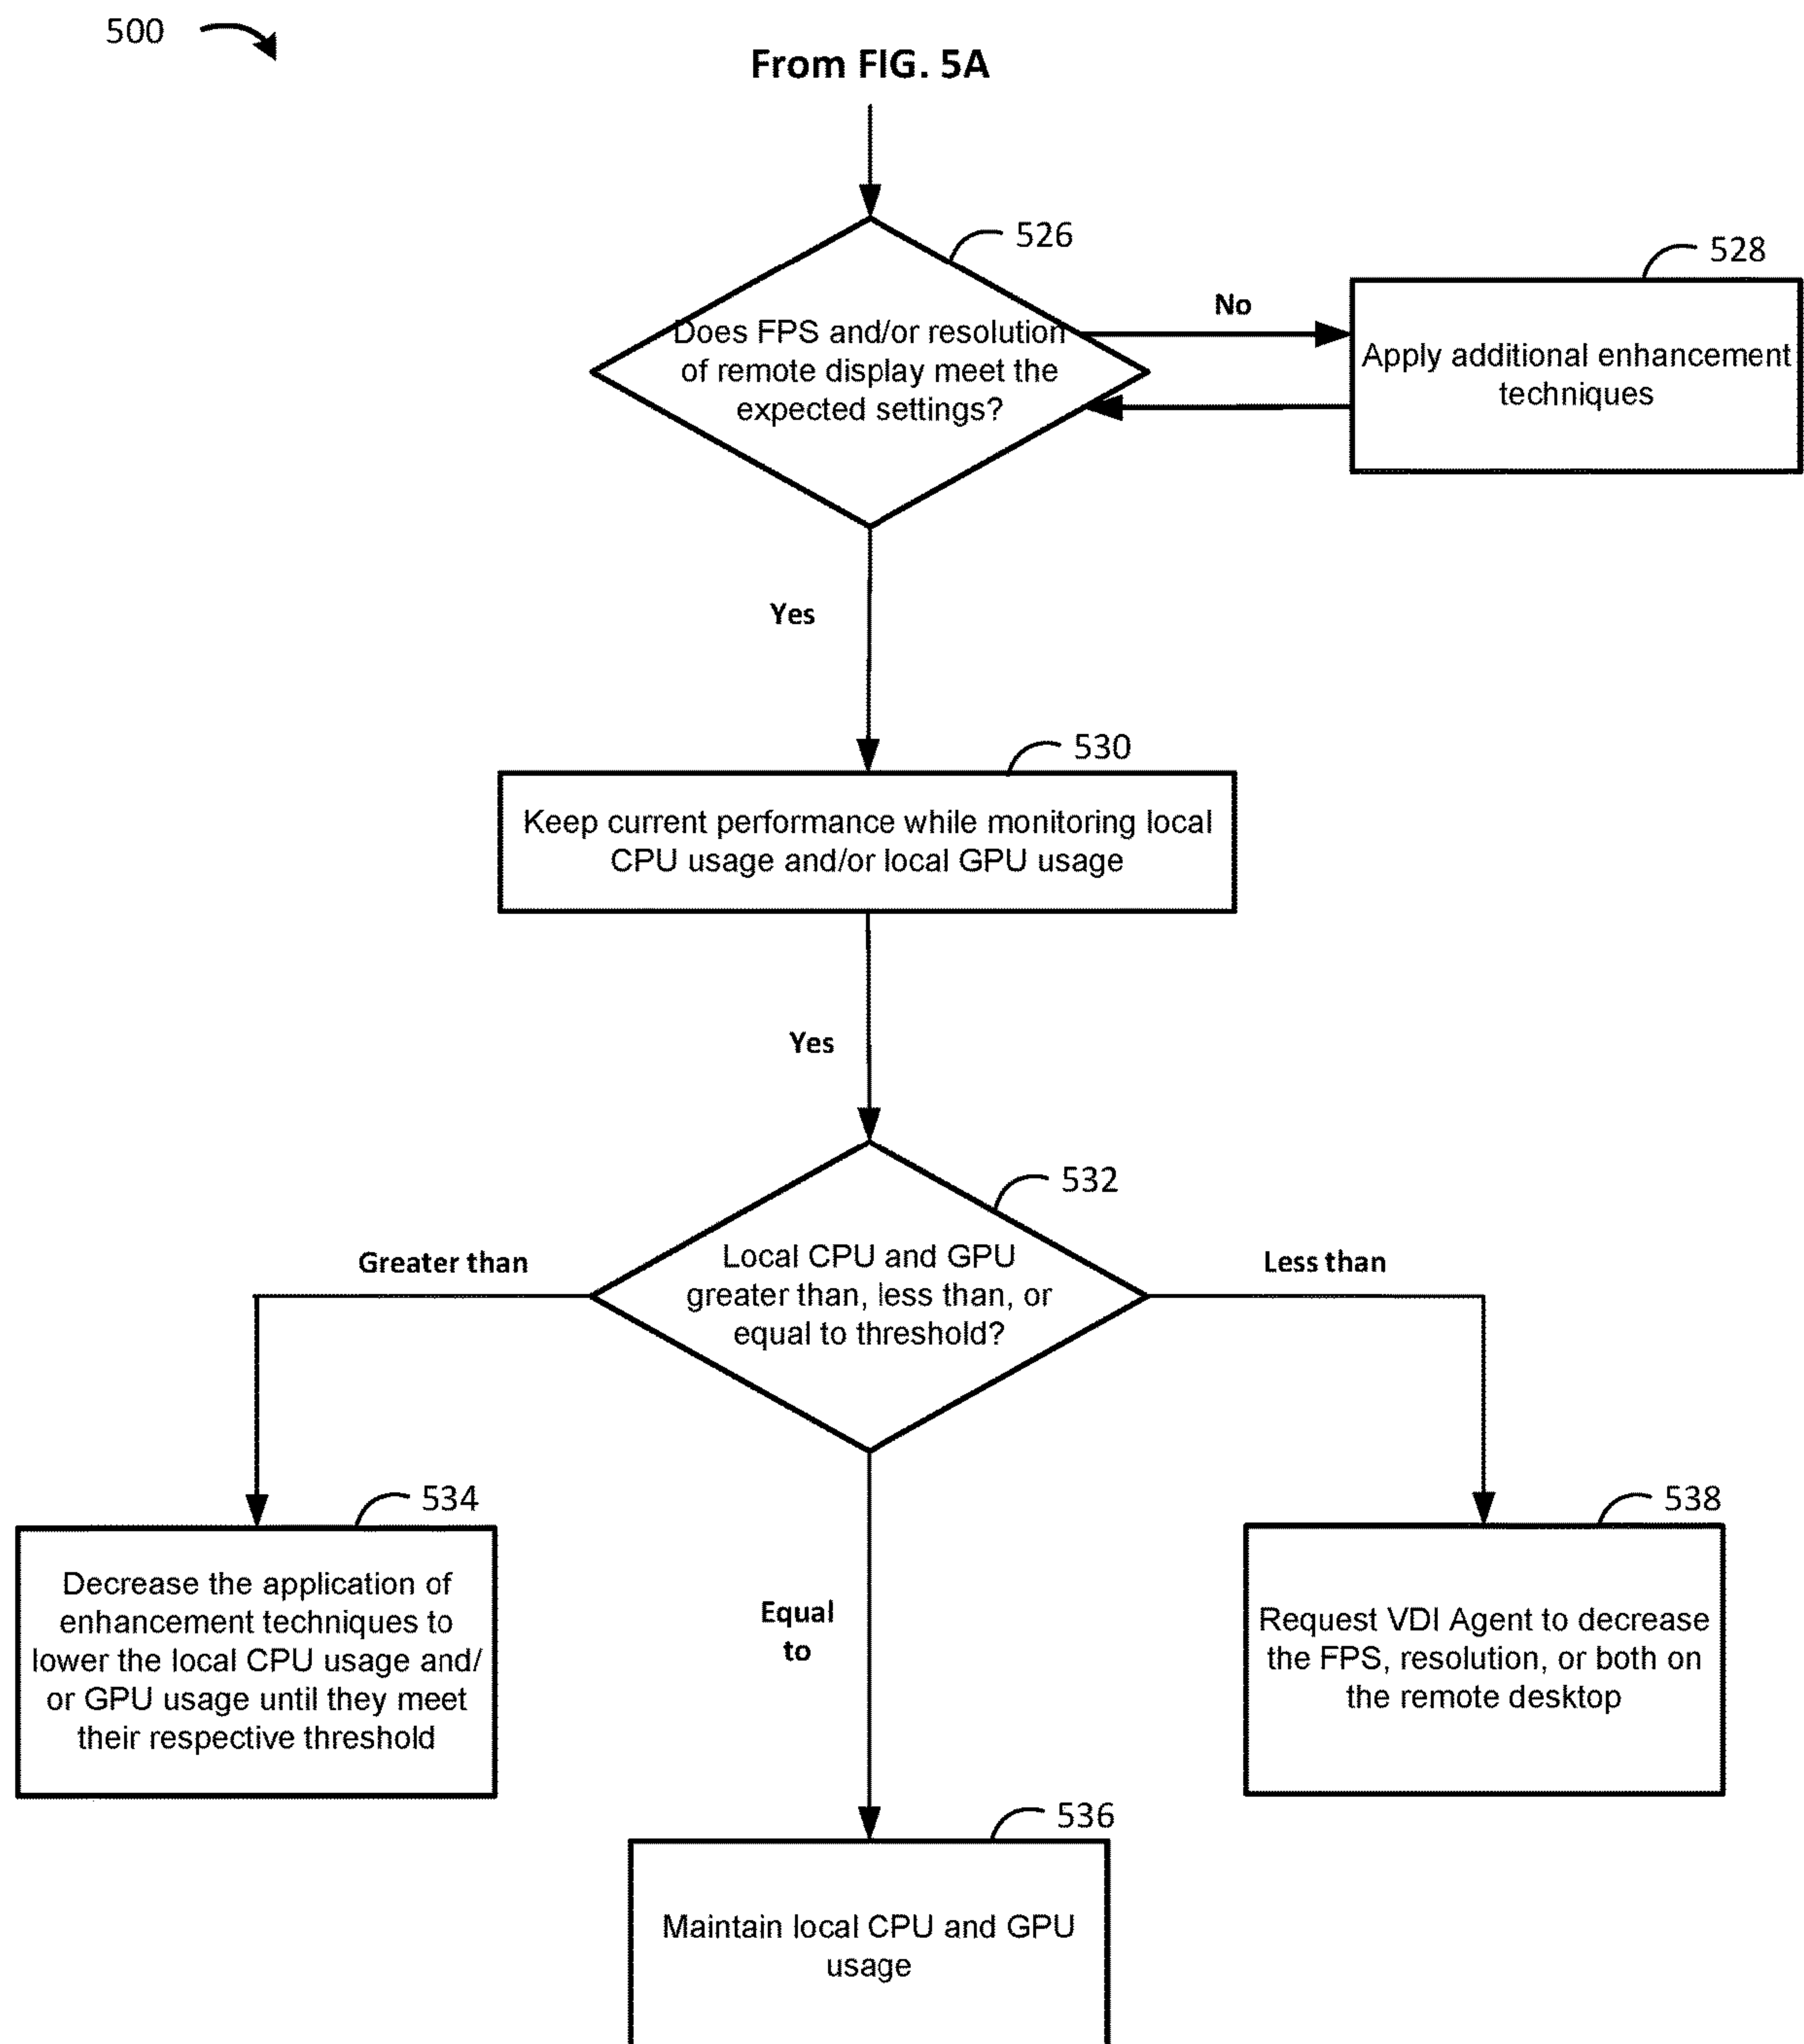 500
From FIG. 5A
526
528
Does FPS and/or resolution
of remote display meet the
expected settings?
No
Apply additional enhancement
techniques
Yes
530
Keep current performance while monitoring local
CPU usage and/or local GPU usage
Yes
532
Local CPU and GPU
greater than, less than, or
equal to threshold?
Greater than
Less than
534
Decrease the application of
enhancement techniques to
lower the local CPU usage and/
or GPU usage until they meet
their respective threshold
Equal
to
538
Request VDI Agent to decrease
the FPS, resolution, or both on
the remote desktop
536
Maintain local CPU and GPU
usage